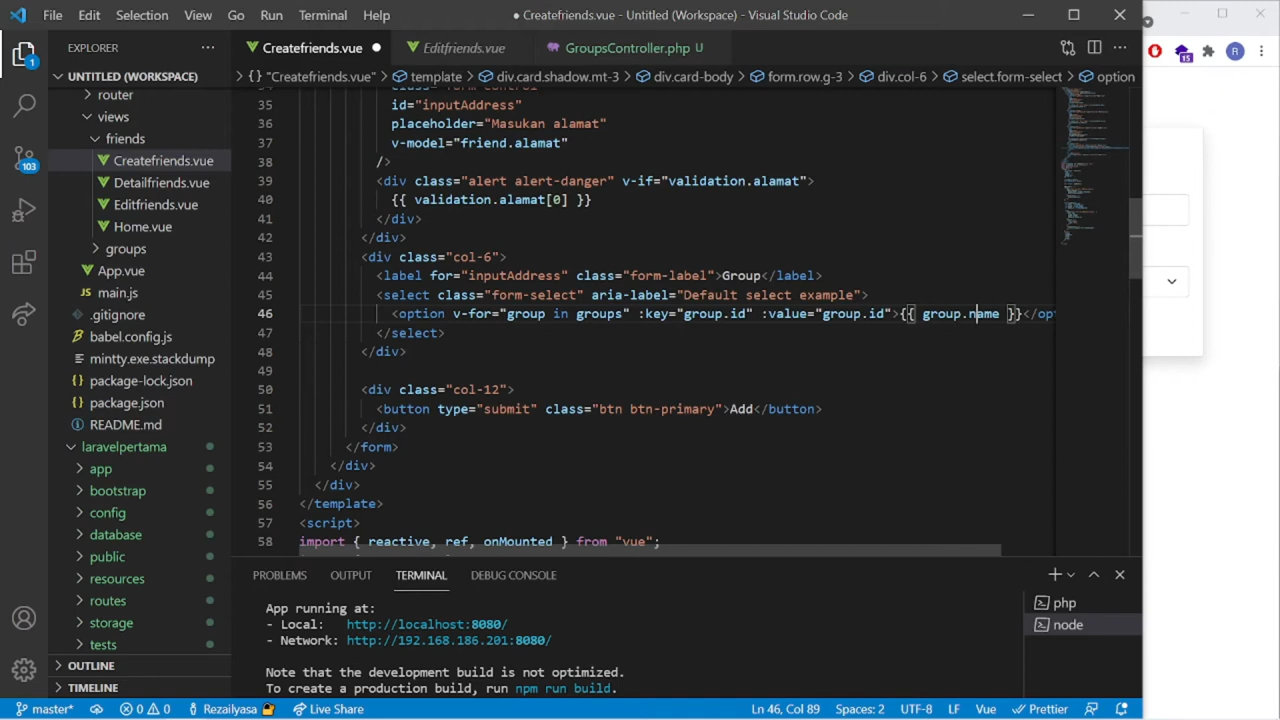 File Edit Selection View Go Run Terminal Help
● Createfriends.vue - Untitled (Workspace) - Visual Studio Code
EXPLORER
Createfriends.vue ●
Editfriends.vue
GroupsController.php U
UNTITLED (WORKSPACE)
{} "Createfriends.vue" > template > div.card.shadow.mt-3 > div.card-body > form.row.g-3 > div.col-6 > select.form-select > option
1
103
router
views
friends
Createfriends.vue
Detailfriends.vue
Editfriends.vue
Home.vue
groups
App.vue
main.js
.gitignore
babel.config.js
mintty.exe.stackdump
package-lock.json
package.json
README.md
laravelpertama
app
bootstrap
config
database
public
resources
routes
storage
tests
OUTLINE
TIMELINE
35 id="inputAddress"
36 placeholder="Masukan alamat"
37 v-model="friend.alamat"
38 />
39 <div class="alert alert-danger" v-if="validation.alamat">
40 {{ validation.alamat[0] }}
41 </div>
42 </div>
43 <div class="col-6">
44 <label for="inputAddress" class="form-label">Group</label>
45 <select class="form-select" aria-label="Default select example">
46 <option v-for="group in groups" :key="group.id" :value="group.id">{{ group.name }}</opt
47 </select>
48 </div>
49
50 <div class="col-12">
51 <button type="submit" class="btn btn-primary">Add</button>
52 </div>
53 </form>
54 </div>
55 </div>
56 </template>
57 <script>
58 import { reactive, ref, onMounted } from "vue";
PROBLEMS OUTPUT TERMINAL DEBUG CONSOLE
App running at:
- Local: http://localhost:8080/
- Network: http://192.168.186.201:8080/
Note that the development build is not optimized.
To create a production build, run npm run build.
php
node
master* 0 0 Rezailyasa Live Share Ln 46, Col 89 Spaces: 2 UTF-8 LF Vue Prettier
15
R